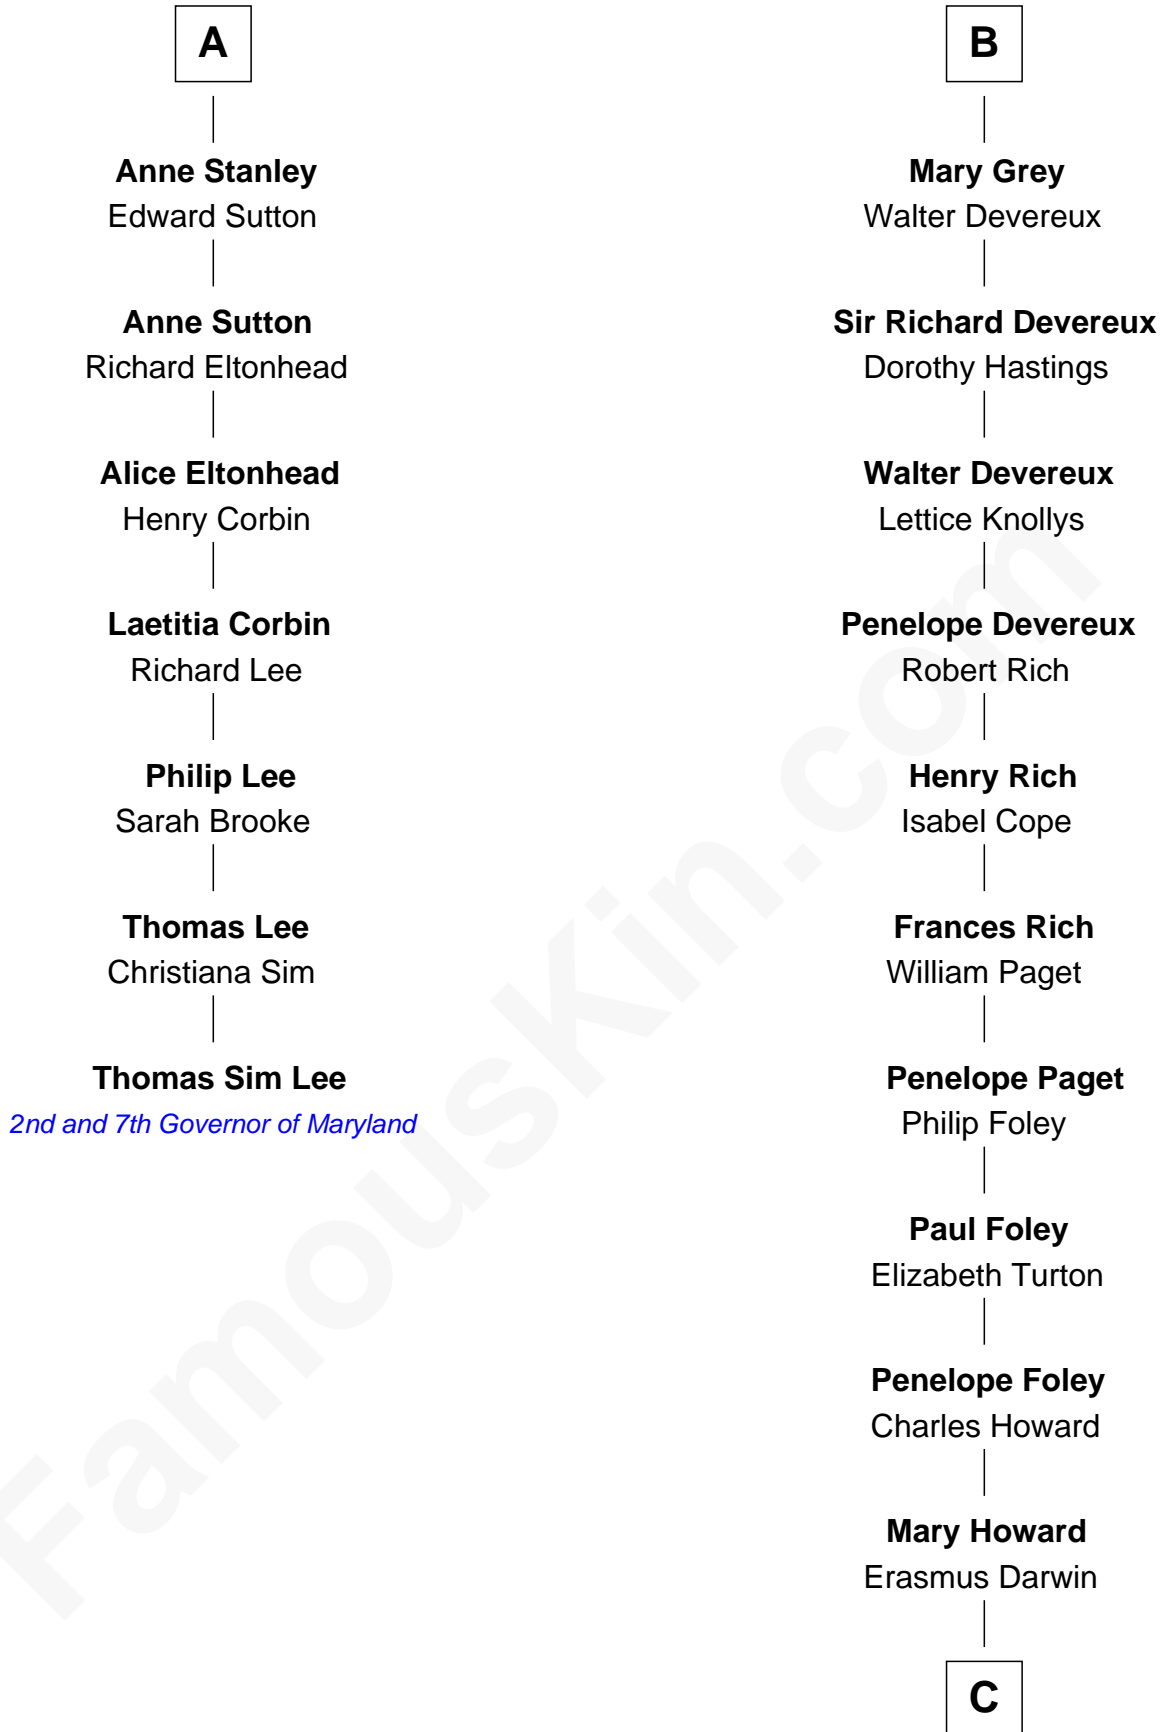 A
Anne Stanley
Edward Sutton
Anne Sutton
Richard Eltonhead
Alice Eltonhead
Henry Corbin
Laetitia Corbin
Richard Lee
Philip Lee
Sarah Brooke
Thomas Lee
Christiana Sim
Thomas Sim Lee
2nd and 7th Governor of Maryland
B
Mary Grey
Walter Devereux
Sir Richard Devereux
Dorothy Hastings
Walter Devereux
Lettice Knollys
Penelope Devereux
Robert Rich
Henry Rich
Isabel Cope
Frances Rich
William Paget
Penelope Paget
Philip Foley
Paul Foley
Elizabeth Turton
Penelope Foley
Charles Howard
Mary Howard
Erasmus Darwin
C
FamousKin.com